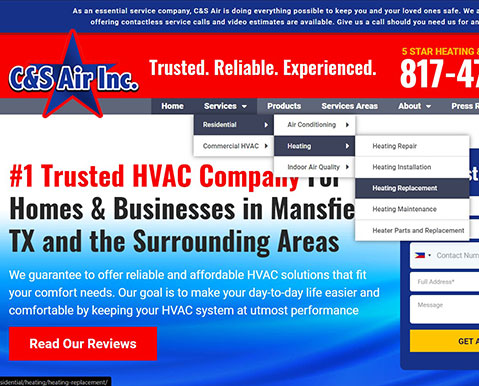 As an essential service company, C&S Air is doing everything possible to keep you and your loved ones safe. We a
offering contactless service calls and video estimates are available. Give us a call should you need us for an
C&S Air Inc.
Trusted. Reliable. Experienced.
5 STAR HEATING &
817-47
Home Services Products Services Areas About Press R
Residential
Commercial HVAC
Air Conditioning
Heating
Indoor Air Quality
Heating Repair
Heating Installation
Heating Replacement
Heating Maintenance
Heater Parts and Replacement
#1 Trusted HVAC Company For
Homes & Businesses in Mansfie
TX and the Surrounding Areas
We guarantee to offer reliable and affordable HVAC solutions that fit
your comfort needs. Our goal is to make your day-to-day life easier and
comfortable by keeping your HVAC system at utmost performance
Read Our Reviews
st
Contact Num
Full Address*
Message
GET A
sidential/heating/heating-replacement/